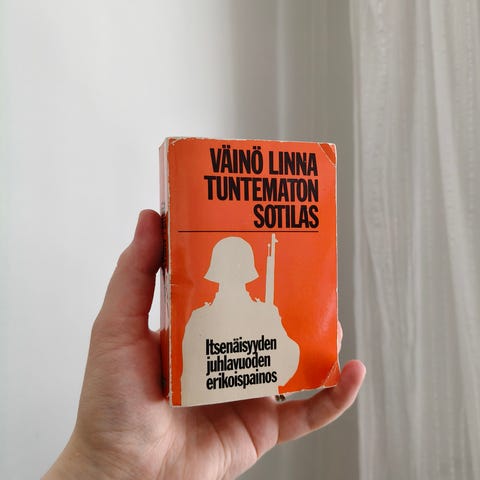 VÄINÖ LINNA
TUNTEMATON
SOTILAS
Itsenäisyyden
juhlavuoden
erikoispainos